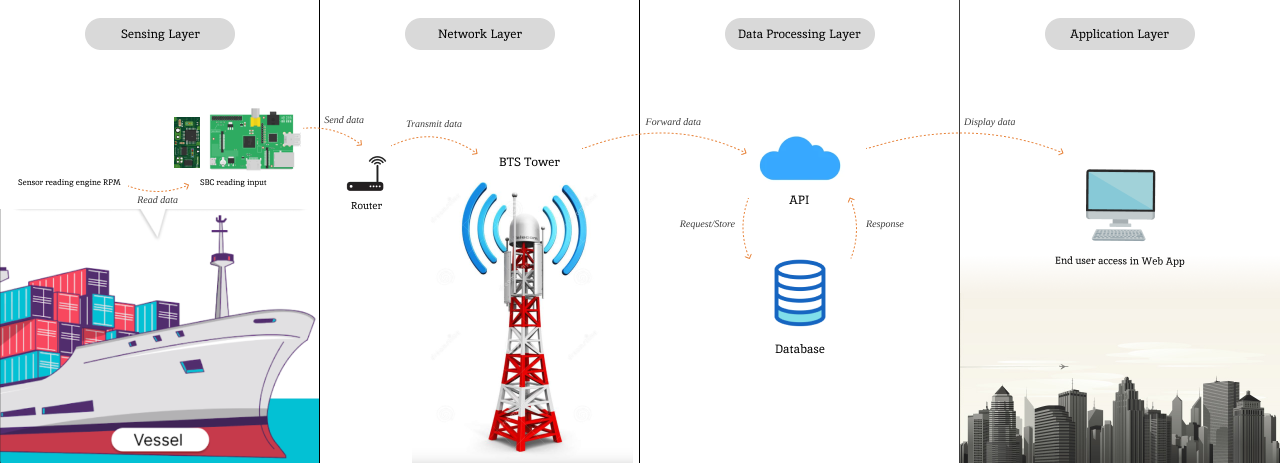 Sensing Layer
Network Layer
Data Processing Layer
Application Layer
Send data
Transmit data
Forward data
Display data
BTS Tower
Sensor reading engine RPM
SBC reading input
Read data
Router
API
Request/Store
Response
End user access in Web App
Database
Vessel